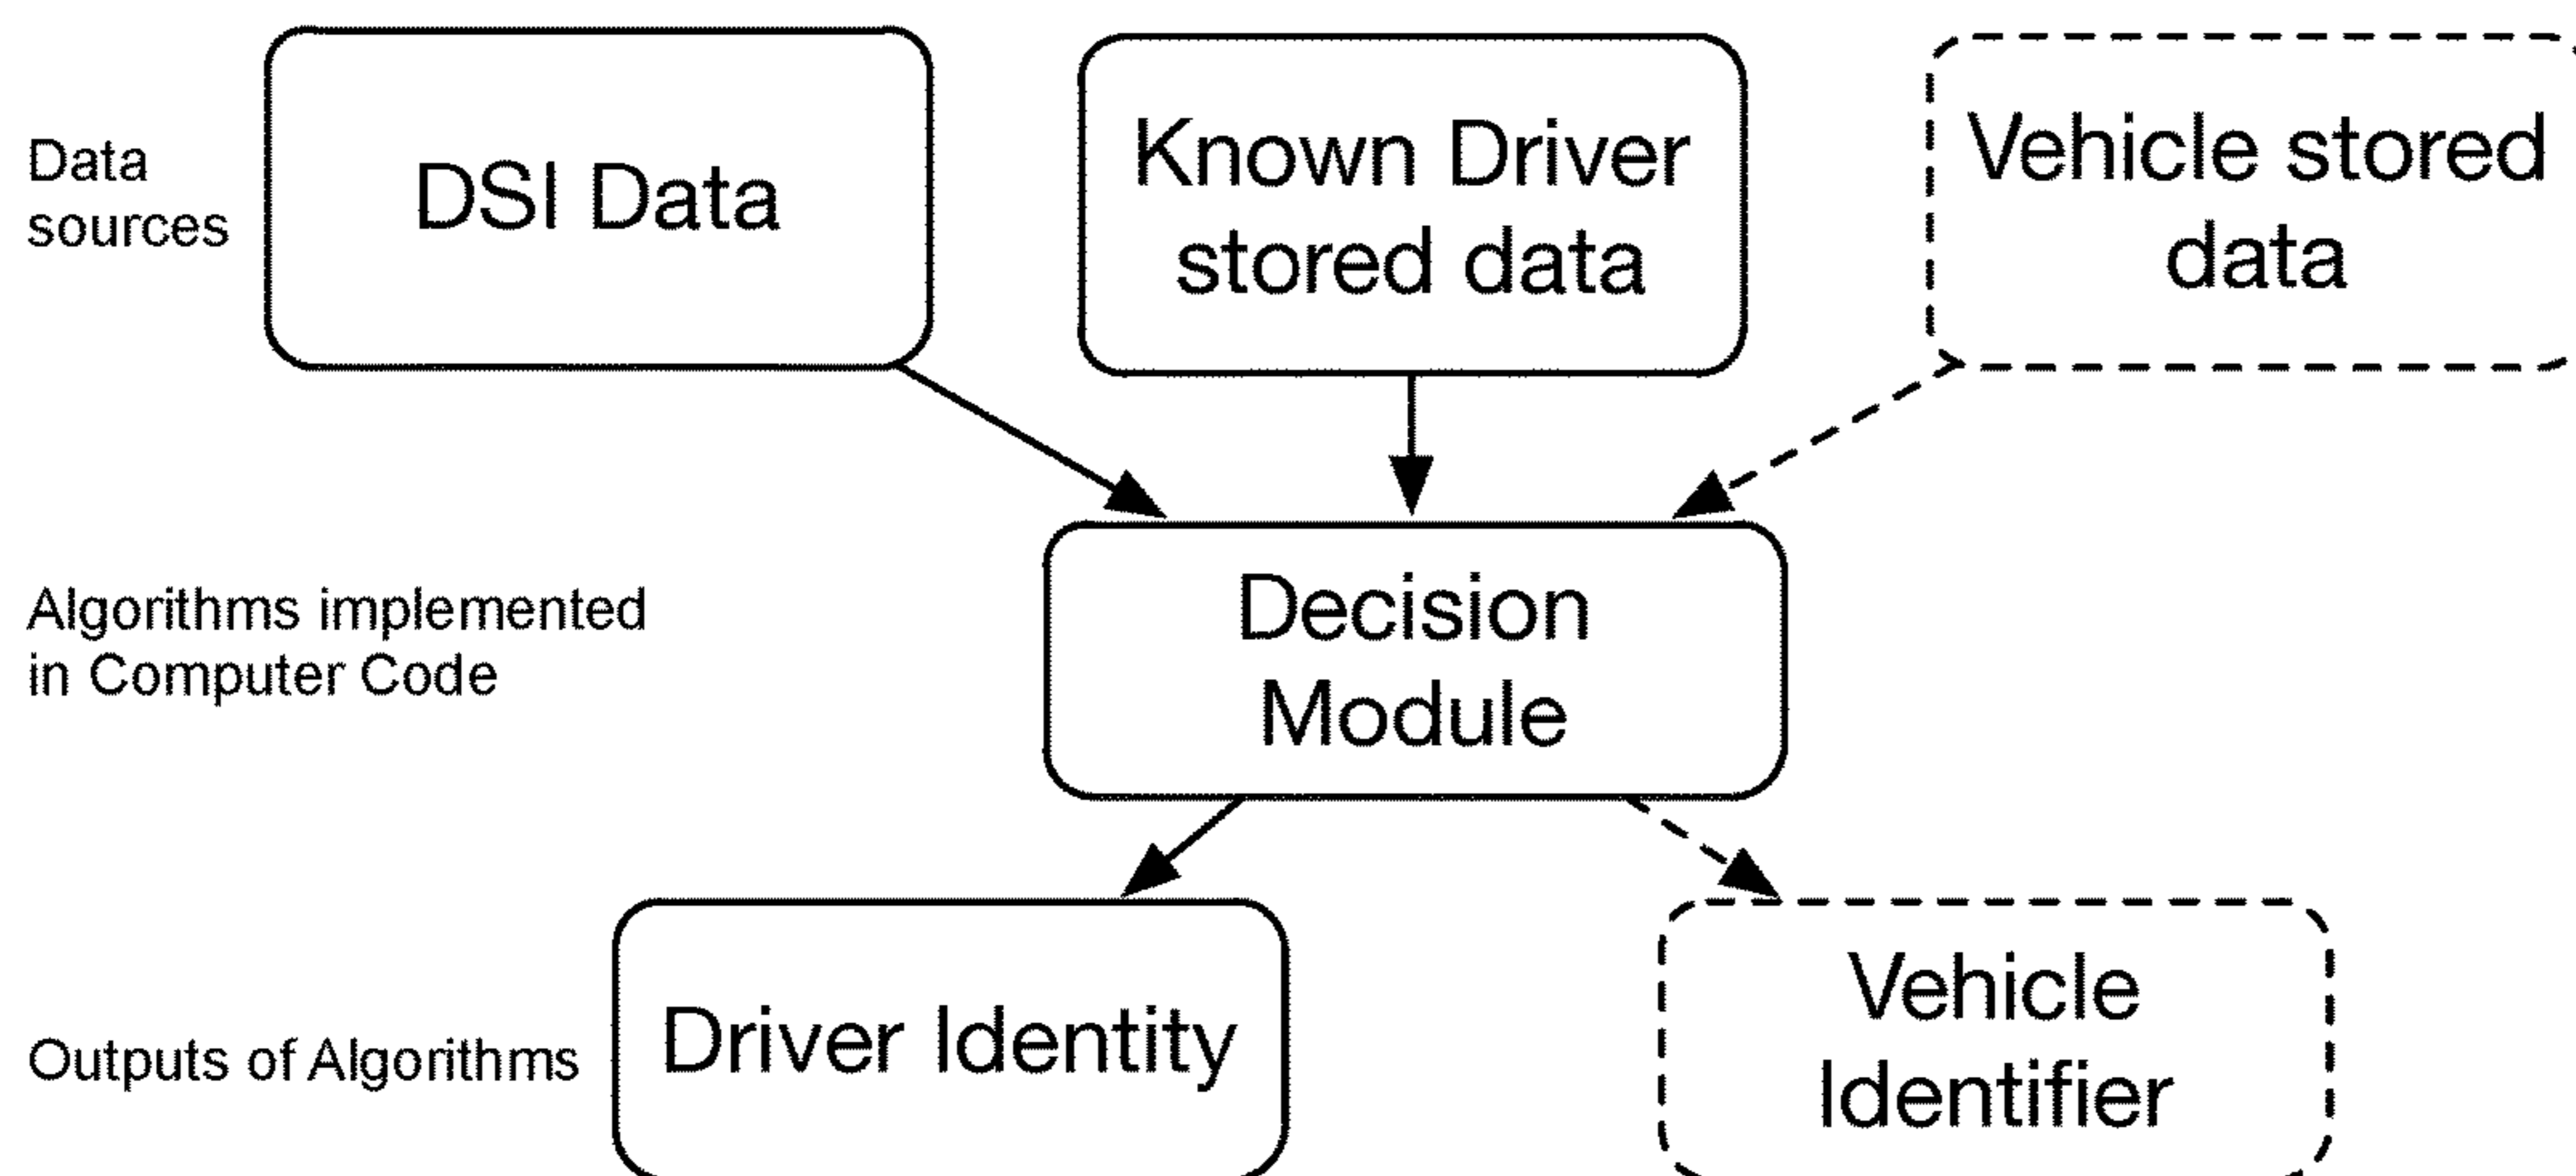 Data
sources
DSI Data
Known Driver
stored data
Vehicle stored
data
Algorithms implemented
in Computer Code
Decision
Module
Outputs of Algorithms
Driver Identity
Vehicle
Identifier